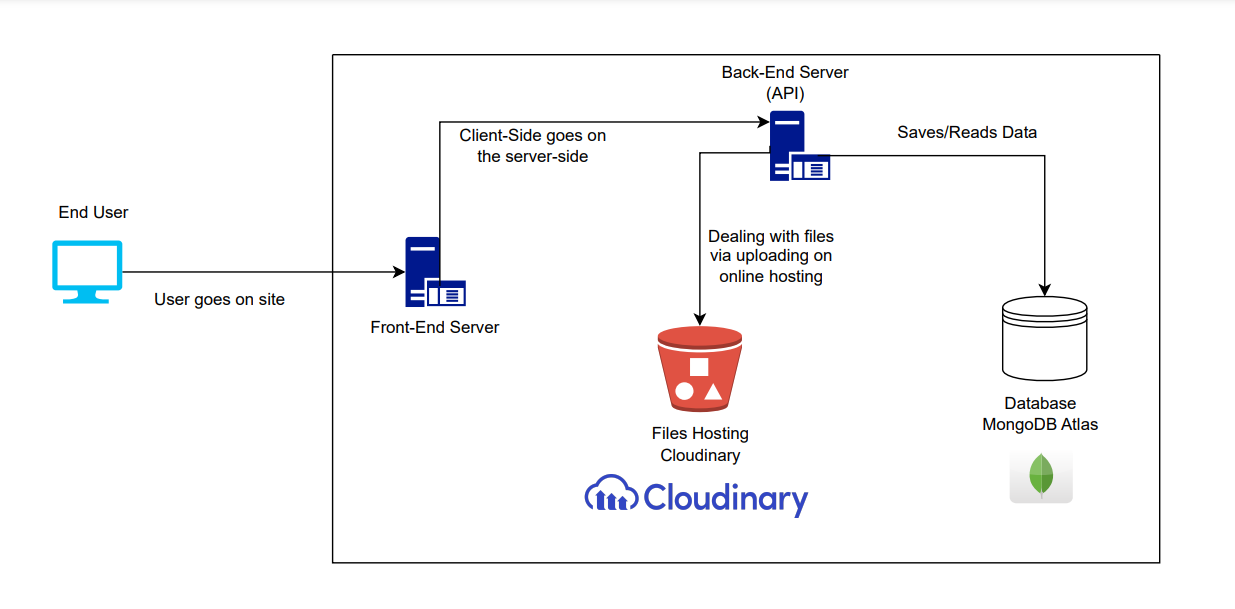 Back-End Server
(API)
Client-Side goes on
the server-side
Saves/Reads Data
End User
User goes on site
Front-End Server
Dealing with files
via uploading on
online hosting
Files Hosting
Cloudinary
Cloudinary
Database
MongoDB Atlas